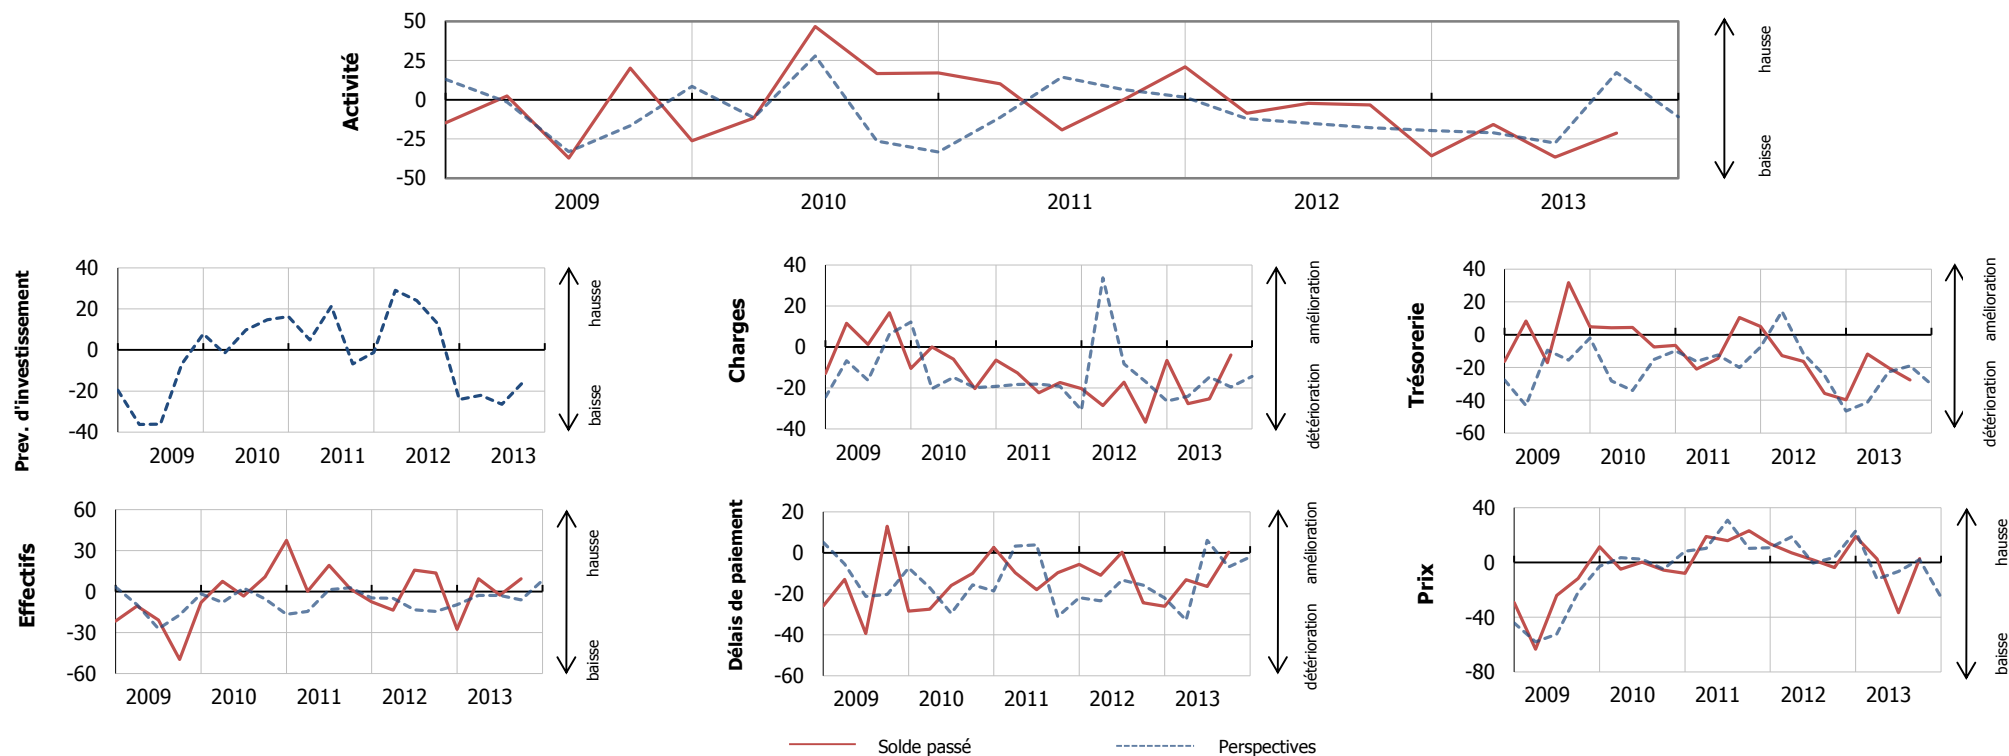 Activité
50
25
0
-25
-50
2009 2010 2011 2012 2013
hausse
baisse
Prev. d'investissement
40
20
0
-20
-40
2009 2010 2011 2012 2013
hausse
baisse
Charges
40
20
0
-20
-40
2009 2010 2011 2012 2013
amélioration
détérioration
Trésorerie
40
20
0
-20
-40
-60
2009 2010 2011 2012 2013
amélioration
détérioration
Effectifs
60
30
0
-30
-60
2009 2010 2011 2012 2013
hausse
baisse
Délais de paiement
20
0
-20
-40
-60
2009 2010 2011 2012 2013
amélioration
détérioration
Prix
40
0
-40
-80
2009 2010 2011 2012 2013
hausse
baisse
Solde passé Perspectives